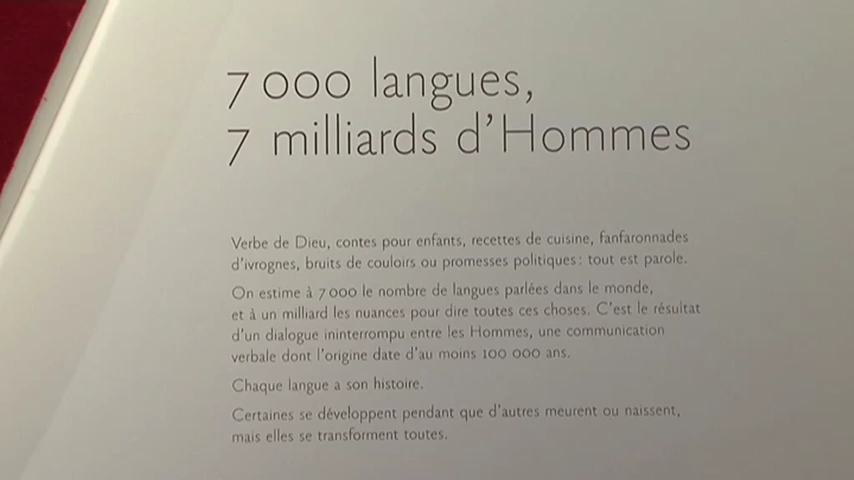 7 000 langues,
7 milliards d'Hommes
Verbe de Dieu, contes pour enfants, recettes de cuisine, fanfaronnades
d'ivrognes, bruits de couloirs ou promesses politiques : tout est parole.
On estime à 7 000 le nombre de langues parlées dans le monde,
et à un milliard les nuances pour dire toutes ces choses. C'est le résultat
d'un dialogue ininterrompu entre les Hommes, une communication
verbale dont l'origine date d'au moins 100 000 ans.
Chaque langue a son histoire.
Certaines se développent pendant que d'autres meurent ou naissent,
mais elles se transforment toutes.